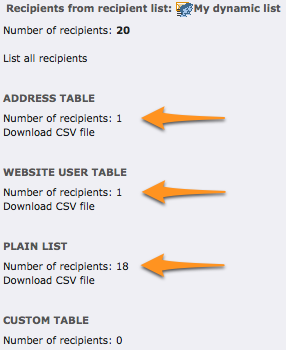 Recipients from recipient list: My dynamic list
Number of recipients: 20
List all recipients
ADDRESS TABLE
Number of recipients: 1
Download CSV file
WEBSITE USER TABLE
Number of recipients: 1
Download CSV file
PLAIN LIST
Number of recipients: 18
Download CSV file
CUSTOM TABLE
Number of recipients: 0